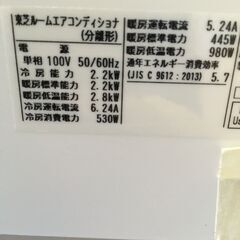 東芝ルームエアコンディショナ
(分離形)
電源
単相 100V 50/60Hz
冷房能力 2.2kW
暖房能力 2.2kW
暖房低温能力 2.8kW
冷房運転電流 6.24A
冷房消費電力 530W
暖房運転電流 5.24A
暖房標準電力 445W
暖房低温電力 980W
通年エネルギー消費効率
(JIS C 9612:2013) 5.7